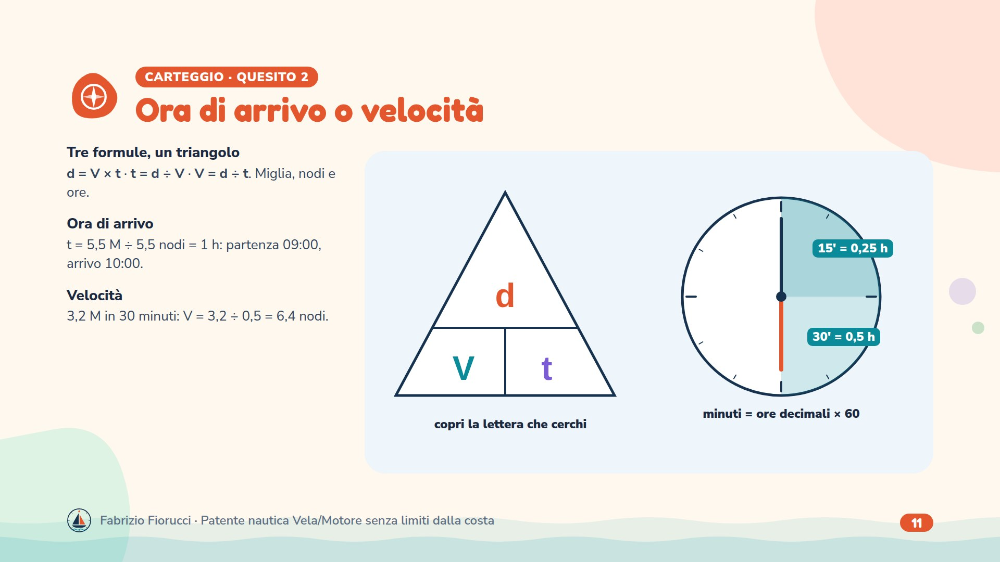 CARTEGGIO · QUESITO 2
Ora di arrivo o velocità
Tre formule, un triangolo
d = V × t · t = d ÷ V · V = d ÷ t. Miglia, nodi e
ore.
Ora di arrivo
t = 5,5 M ÷ 5,5 nodi = 1 h: partenza 09:00,
arrivo 10:00.
Velocità
3,2 M in 30 minuti: V = 3,2 ÷ 0,5 = 6,4 nodi.
d
V
t
copri la lettera che cerchi
15' = 0,25 h
30' = 0,5 h
minuti = ore decimali × 60
Fabrizio Fiorucci · Patente nautica Vela/Motore senza limiti dalla costa
11